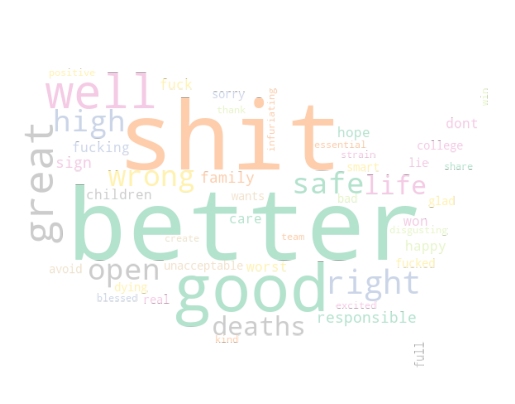 positive
fuck
sorry
win
well
shit
infuriating
thank
high
hope
dont
great
fucking
essential
college
sign
wrong
family
strain
lie
share
smart
safe
life
children
wants
bad
glad
better
care
won
disgusting
create
team
happy
avoid
open
unacceptable
worst
fucked
good
right
dying
blessed
real
excited
deaths
responsible
kind
full